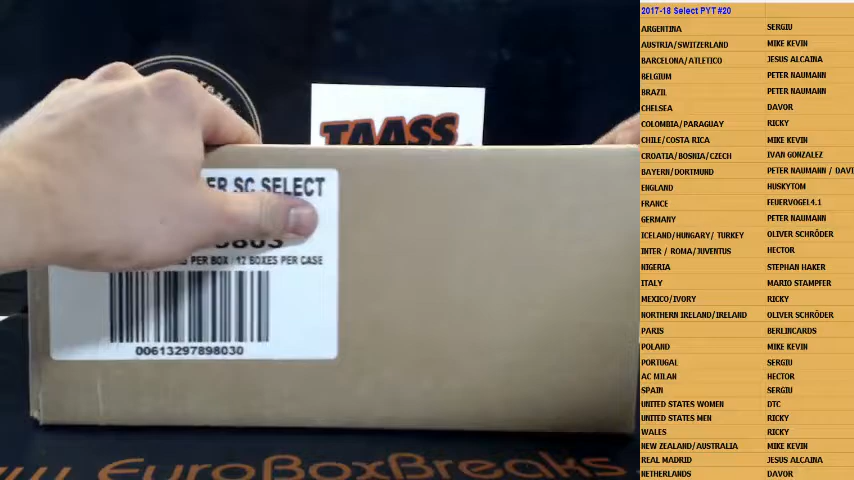 TAASS
ER SC SELECT
PER BOX 12 BOXES PER CASE
00613297898030
www.EuroBoxBreaks.
2017-18 Select PYT #20
ARGENTINA SERGIU
AUSTRIA/SWITZERLAND MIKE KEVIN
BARCELONA/ATLETICO JESUS ALCAINA
BELGIUM PETER NAUMANN
BRAZIL PETER NAUMANN
CHELSEA DAVOR
COLOMBIA/PARAGUAY RICKY
CHILE/COSTA RICA MIKE KEVIN
CROATIA/BOSNIA/CZECH IVAN GONZALEZ
BAYERN/DORTMUND PETER NAUMANN / DAVI
ENGLAND HUSKYTOM
FRANCE FEUERVOGEL4.1
GERMANY PETER NAUMANN
ICELAND/HUNGARY/ TURKEY OLIVER SCHRÖDER
INTER / ROMA/JUVENTUS HECTOR
NIGERIA STEPHAN HAKER
ITALY MARIO STAMPFER
MEXICO/IVORY RICKY
NORTHERN IRELAND/IRELAND OLIVER SCHRÖDER
PARIS BERLINCARDS
POLAND MIKE KEVIN
PORTUGAL SERGIU
AC MILAN HECTOR
SPAIN SERGIU
UNITED STATES WOMEN DTC
UNITED STATES MEN RICKY
WALES RICKY
NEW ZEALAND/AUSTRALIA MIKE KEVIN
REAL MADRID JESUS ALCAINA
NETHERLANDS DAVOR